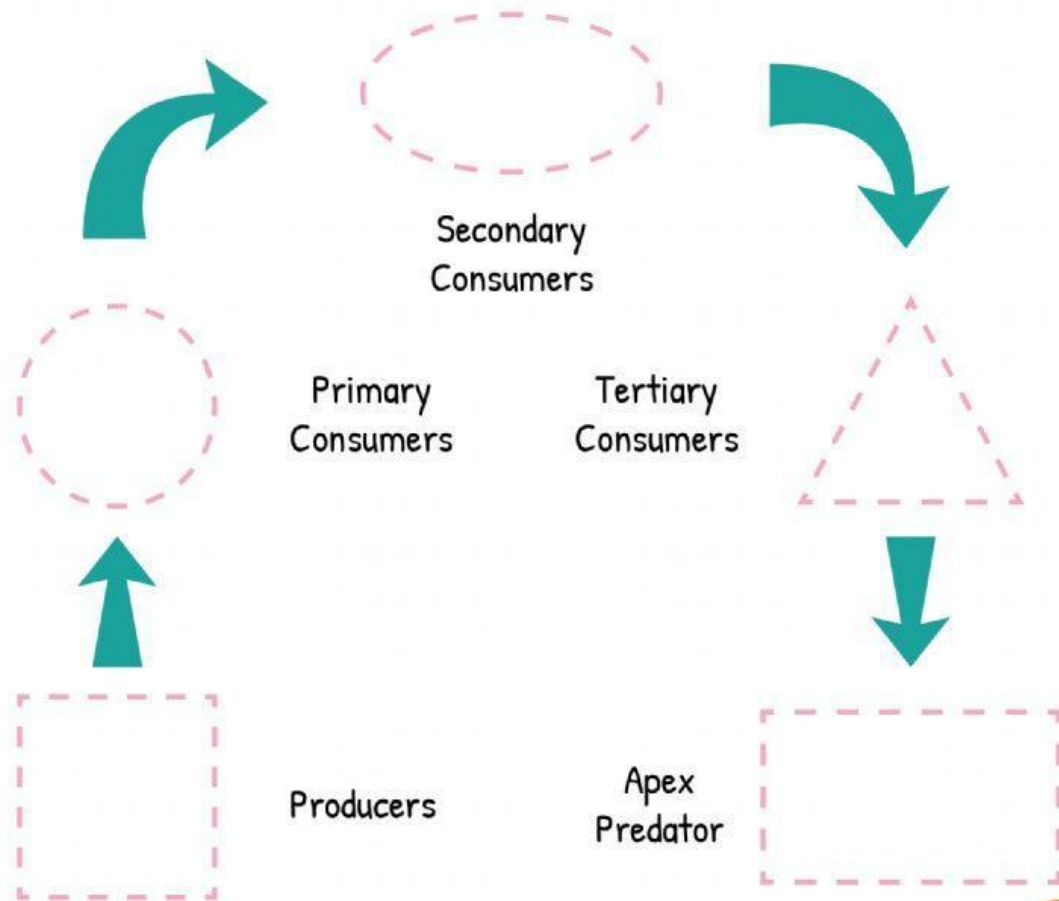 Secondary
Consumers
Primary
Consumers
Tertiary
Consumers
Producers
Apex
Predator